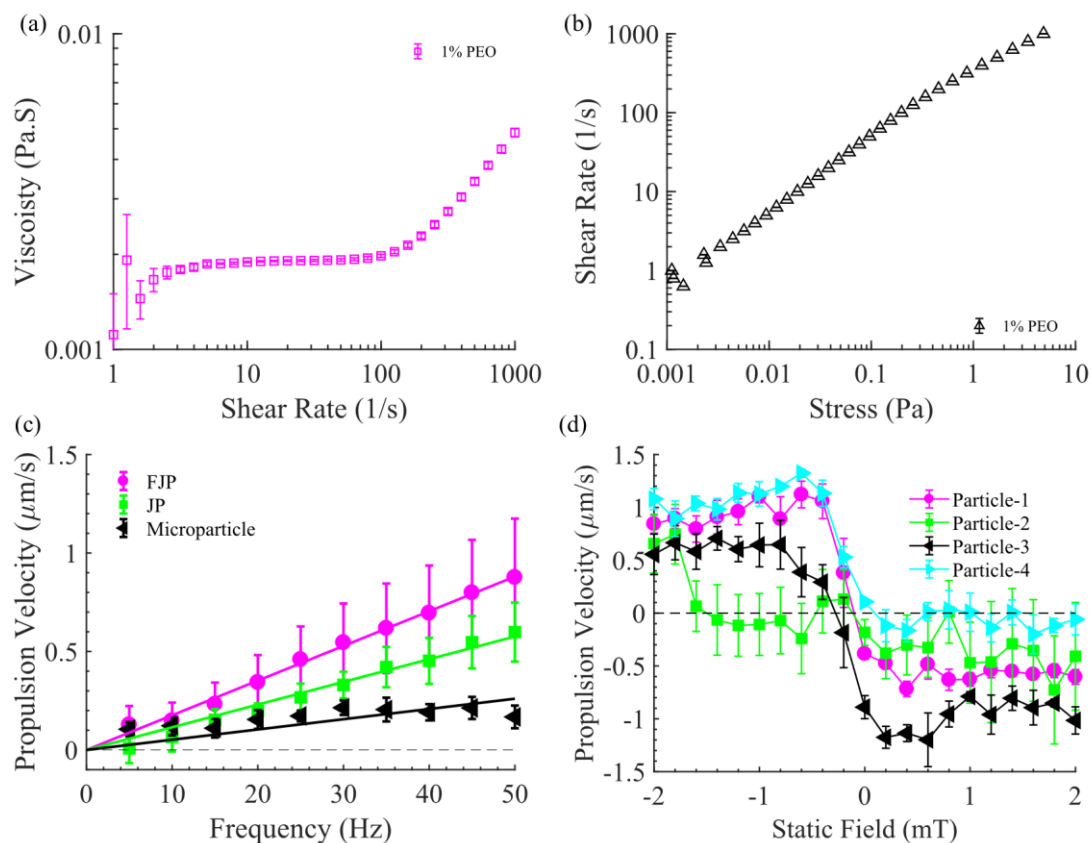 (a)
0.01
1% PEO
Viscoisty (Pa.S)
0.001
1 10 100 1000
Shear Rate (1/s)
(b)
1000
100
10
1
0.1
Shear Rate (1/s)
1% PEO
0.001 0.01 0.1 1 10
Stress (Pa)
(c)
1.5
1
0.5
0
Propulsion Velocity (μm/s)
FJP
JP
Microparticle
0 10 20 30 40 50
Frequency (Hz)
(d)
1.5
1
0.5
0
-0.5
-1
-1.5
Propulsion Velocity (μm/s)
Particle-1
Particle-2
Particle-3
Particle-4
-2 -1 0 1 2
Static Field (mT)